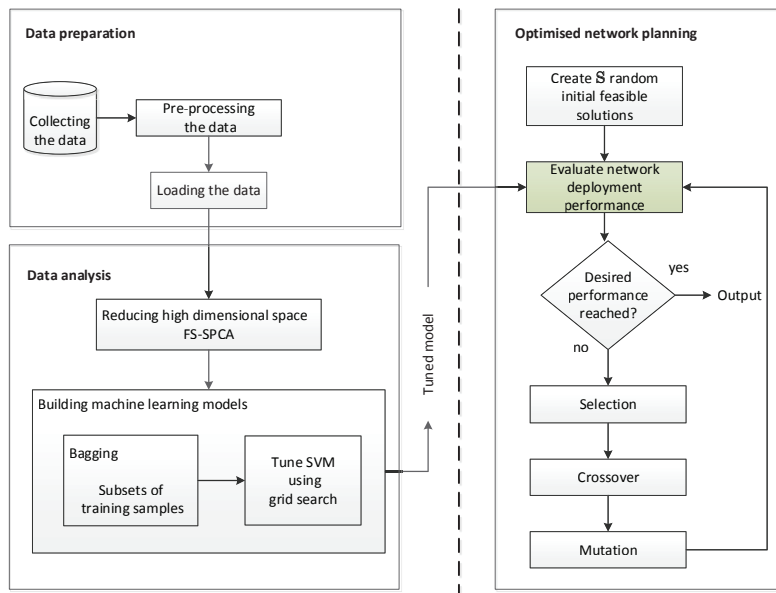 Data preparation
Collecting
the data
Pre-processing
the data
Loading the data
Data analysis
Reducing high dimensional space
FS-SPCA
Building machine learning models
Bagging
Subsets of
training samples
Tune SVM
using
grid search
Tuned model
Optimised network planning
Create S random
initial feasible
solutions
Evaluate network
deployment
performance
Desired
performance
reached?
yes
Output
no
Selection
Crossover
Mutation